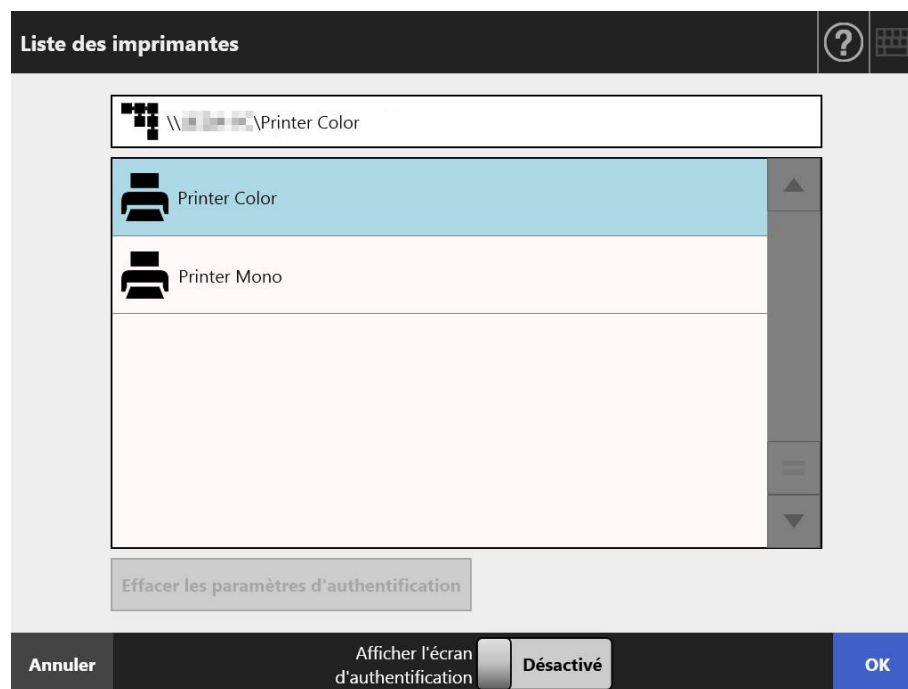 Liste des imprimantes
\\ \Printer Color
Printer Color
Printer Mono
Effacer les paramètres d'authentification
Annuler
Afficher l'écran
d'authentification
Désactivé
OK